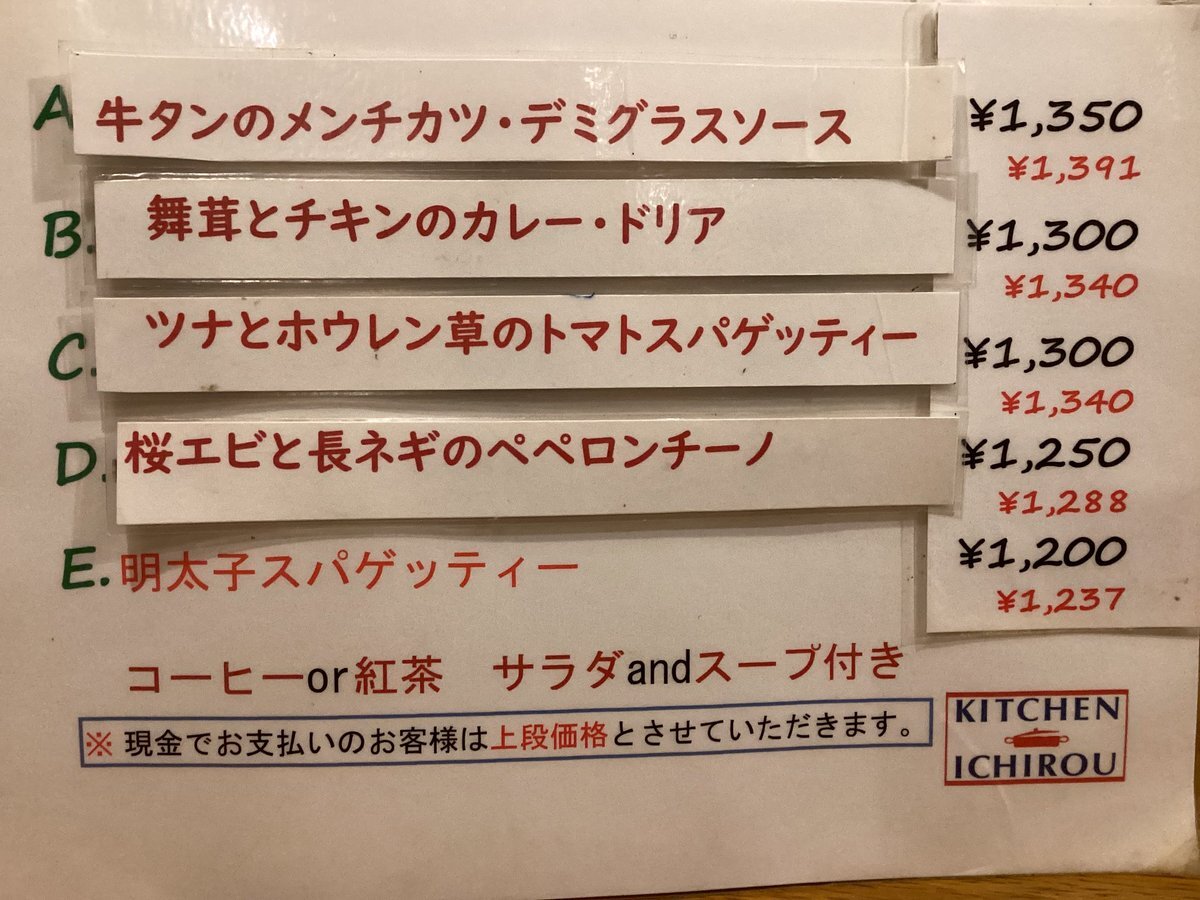 A 牛タンのメンチカツ・デミグラスソース ¥1,350
¥1,391
B. 舞茸とチキンのカレー・ドリア ¥1,300
¥1,340
C. ツナとホウレン草のトマトスパゲッティー ¥1,300
¥1,340
D. 桜エビと長ネギのペペロンチーノ ¥1,250
¥1,288
E. 明太子スパゲッティー ¥1,200
¥1,237
コーヒーor紅茶 サラダandスープ付き
※ 現金でお支払いのお客様は上段価格とさせていただきます。
KITCHEN
ICHIROU